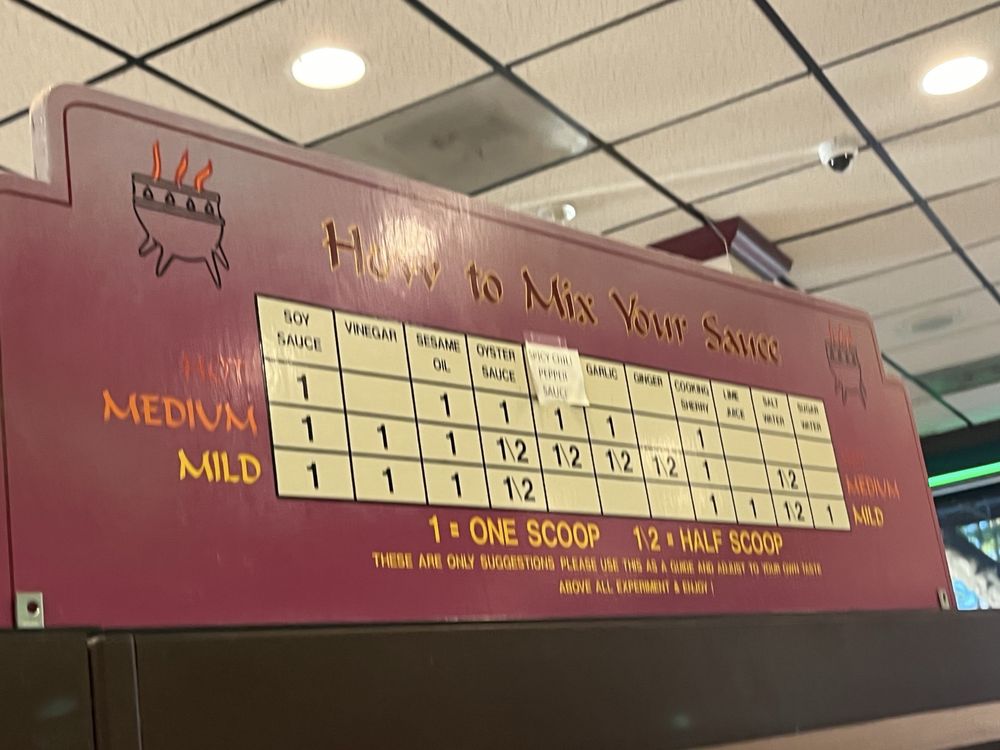 How to Mix Your Sauce
SOY SAUCE VINEGAR SESAME OIL OYSTER SAUCE SPICY CHILI PEPPER SAUCE GARLIC GINGER COOKING SHERRY LIME JUICE SALT WATER SUGAR WATER
HOT 1 1 1 1 1 1
MEDIUM 1 1 1 1\2 1\2 1\2 1\2 1 1\2 MEDIUM
MILD 1 1 1 1\2 1 1 1\2 1 MILD
1 = ONE SCOOP 1\2 = HALF SCOOP
THESE ARE ONLY SUGGESTIONS PLEASE USE THIS AS A GUIDE AND ADJUST TO YOUR OWN TASTE
ABOVE ALL EXPERIMENT & ENJOY !